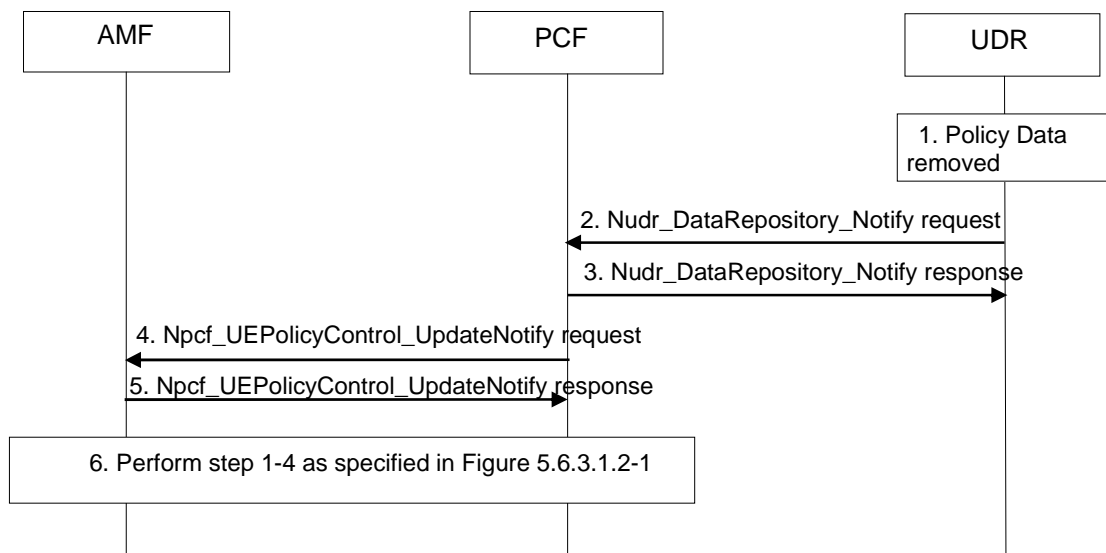 AMF
PCF
UDR
1. Policy Data
removed
2. Nudr_DataRepository_Notify request
3. Nudr_DataRepository_Notify response
4. Npcf_UEPolicyControl_UpdateNotify request
5. Npcf_UEPolicyControl_UpdateNotify response
6. Perform step 1-4 as specified in Figure 5.6.3.1.2-1